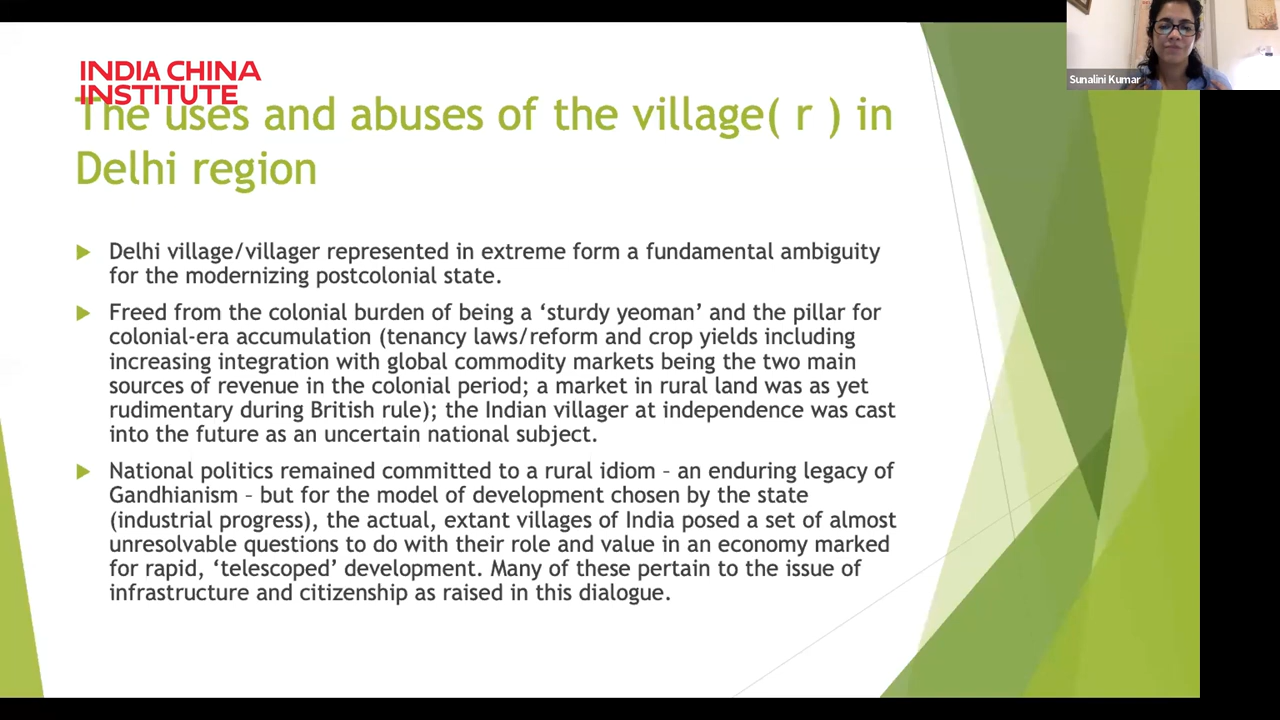 Sunalini Kumar
INDIA CHINA
INSTITUTE
The uses and abuses of the village( r ) in
Delhi region
Delhi village/villager represented in extreme form a fundamental ambiguity
for the modernizing postcolonial state.
Freed from the colonial burden of being a ‘sturdy yeoman’ and the pillar for
colonial-era accumulation (tenancy laws/reform and crop yields including
increasing integration with global commodity markets being the two main
sources of revenue in the colonial period; a market in rural land was as yet
rudimentary during British rule); the Indian villager at independence was cast
into the future as an uncertain national subject.
National politics remained committed to a rural idiom – an enduring legacy of
Gandhianism – but for the model of development chosen by the state
(industrial progress), the actual, extant villages of India posed a set of almost
unresolvable questions to do with their role and value in an economy marked
for rapid, ‘telescoped’ development. Many of these pertain to the issue of
infrastructure and citizenship as raised in this dialogue.